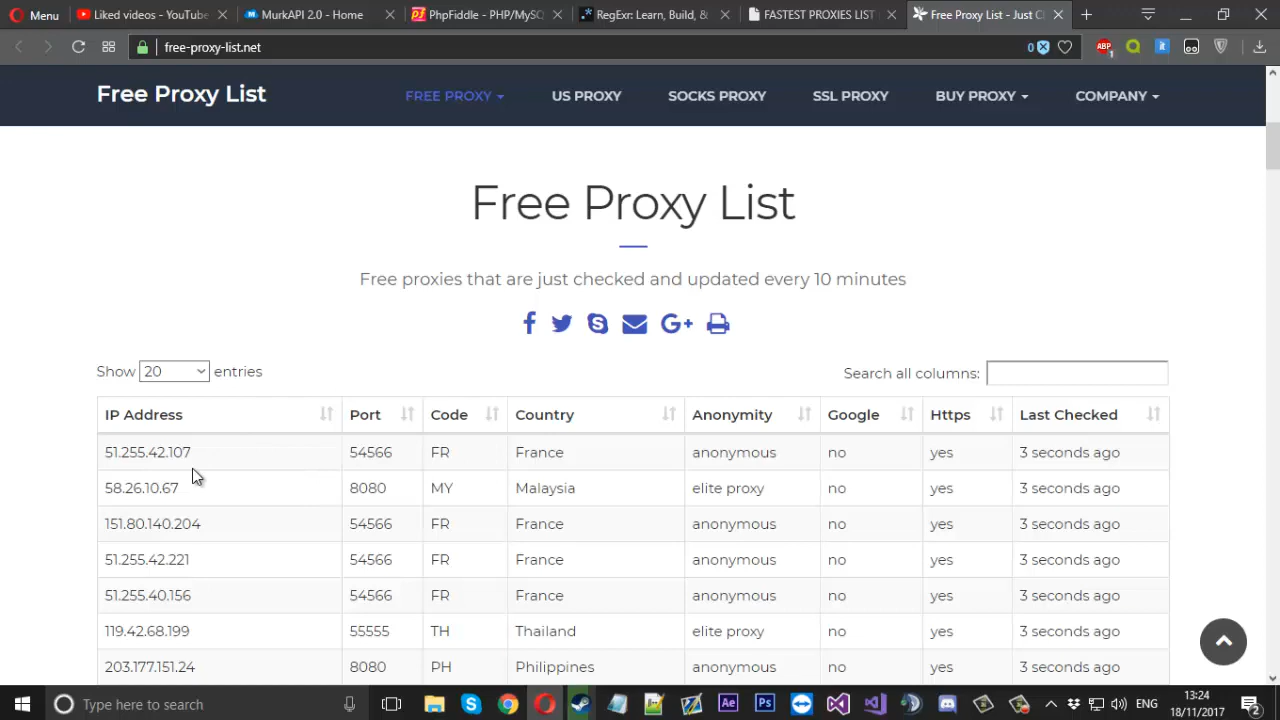 Menu
Liked videos - YouTube
MurkAPI 2.0 - Home
PhpFiddle - PHP/MySQ
RegExr: Learn, Build, &
FASTEST PROXIES LIST
Free Proxy List - Just C
free-proxy-list.net
0
ABP
1
Free Proxy List
FREE PROXY
US PROXY
SOCKS PROXY
SSL PROXY
BUY PROXY
COMPANY
Free Proxy List
Free proxies that are just checked and updated every 10 minutes
Show 20 entries
Search all columns:
IP Address Port Code Country Anonymity Google Https Last Checked
51.255.42.107 54566 FR France anonymous no yes 3 seconds ago
58.26.10.67 8080 MY Malaysia elite proxy no yes 3 seconds ago
151.80.140.204 54566 FR France anonymous no yes 3 seconds ago
51.255.42.221 54566 FR France anonymous no yes 3 seconds ago
51.255.40.156 54566 FR France anonymous no yes 3 seconds ago
119.42.68.199 55555 TH Thailand elite proxy no yes 3 seconds ago
203.177.151.24 8080 PH Philippines anonymous no yes 3 seconds ago
Type here to search
Ae
Ps
ENG
13:24
18/11/2017
2